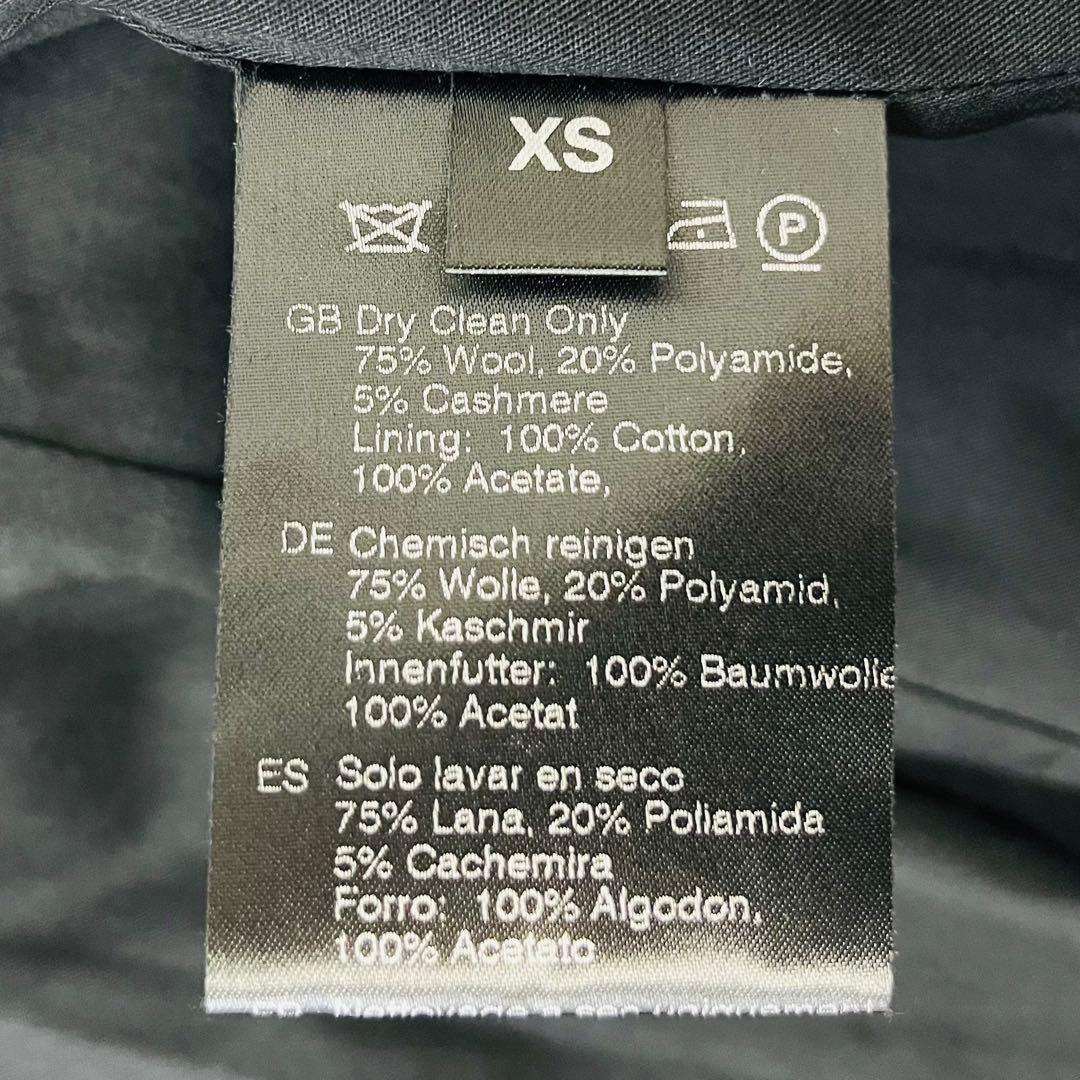 XS
P
GB Dry Clean Only
75% Wool, 20% Polyamide,
5% Cashmere
Lining: 100% Cotton,
100% Acetate,
DE Chemisch reinigen
75% Wolle, 20% Polyamid,
5% Kaschmir
Innenfutter: 100% Baumwolle
100% Acetat
ES Solo lavar en seco
75% Lana, 20% Poliamida
5% Cachemira
Forro: 100% Algodon,
100% Acetato